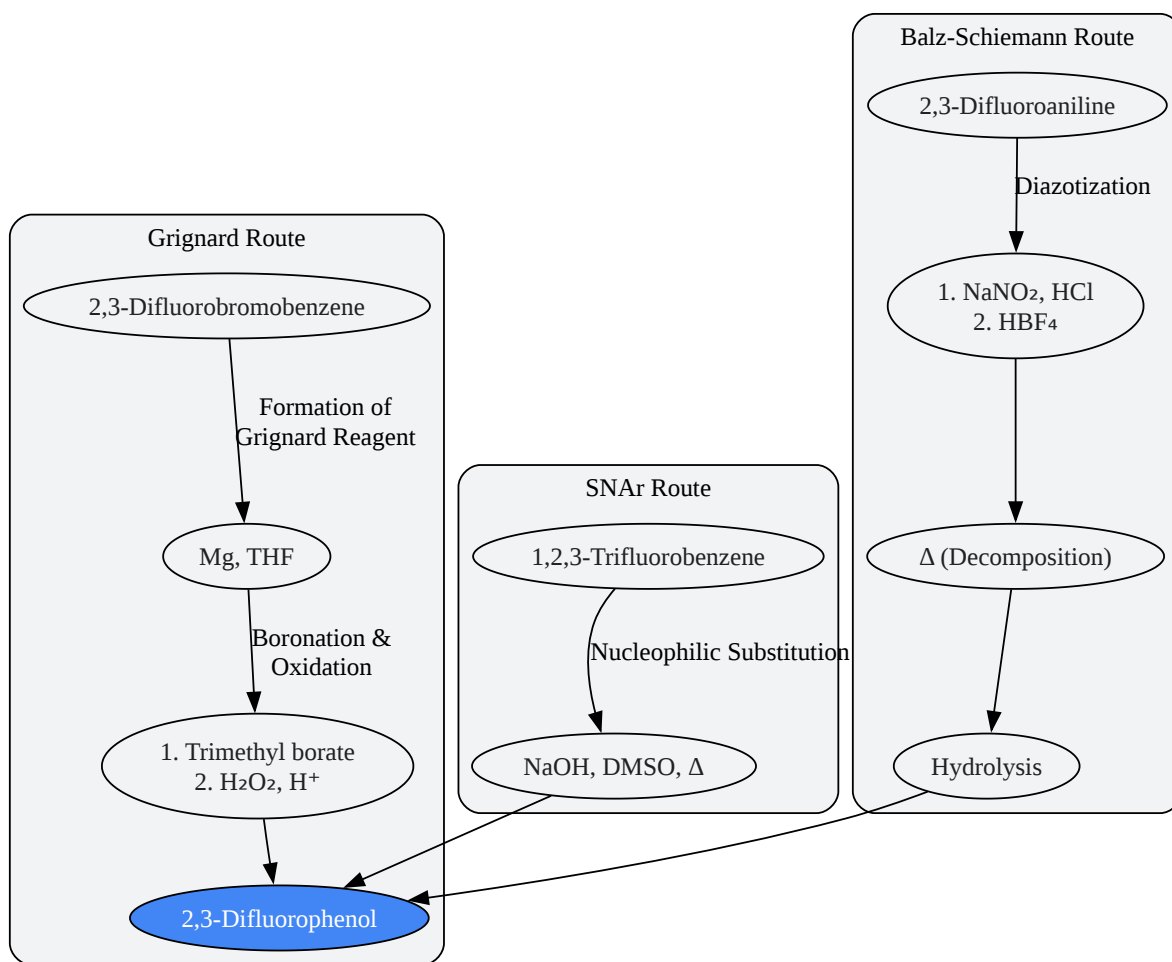 Balz-Schiemann Route
2,3-Difluoroaniline
Diazotization
1. NaNO₂, HCl
2. HBF₄
Δ (Decomposition)
Hydrolysis
Grignard Route
2,3-Difluorobromobenzene
Formation of
Grignard Reagent
Mg, THF
Boronation &
Oxidation
1. Trimethyl borate
2. H₂O₂, H⁺
SNAr Route
1,2,3-Trifluorobenzene
Nucleophilic Substitution
NaOH, DMSO, Δ
2,3-Difluorophenol